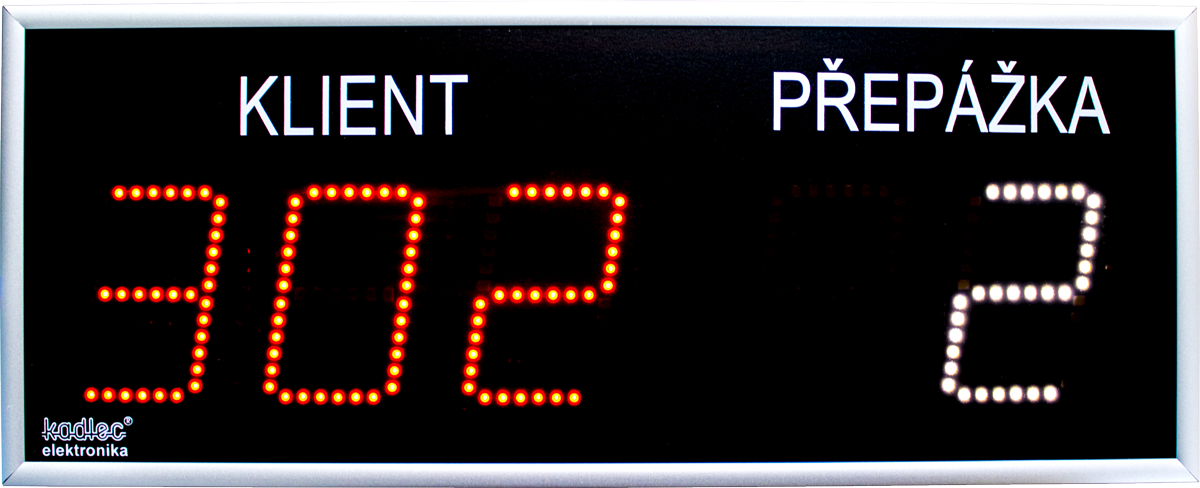 KLIENT PŘEPÁŽKA
302 2
kadlec®
elektronika